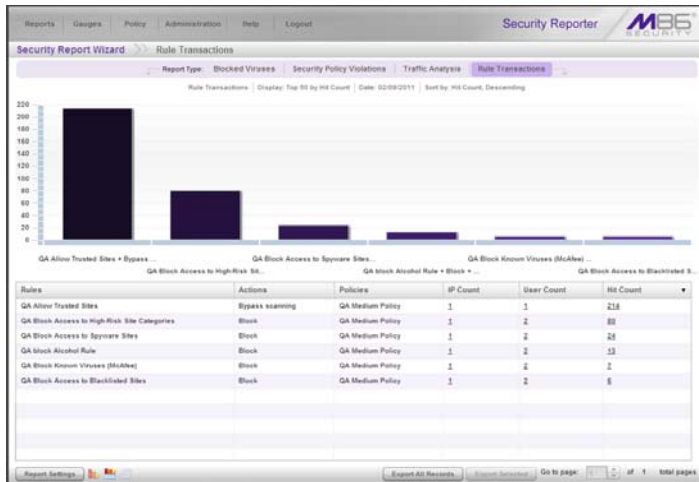 Reports Gauges Policy Administration Help Logout
Security Reporter
M86 SECURITY
Security Report Wizard Rule Transactions
Report Type: Blocked Viruses Security Policy Violations Traffic Analysis Rule Transactions
Rule Transactions Display: Top 50 by Hit Count Date: 02/09/2011 Sort by: Hit Count, Descending
220
200
180
160
140
120
100
80
60
40
20
0
QA Allow Trusted Sites + Bypass ... QA Block Access to Spyware Sites... QA Block Known Viruses (McAfee) ...
QA Block Access to High-Risk Sit... QA block Alcohol Rule + Block + ... QA Block Access to Blacklisted S...
Rules Actions Policies IP Count User Count Hit Count
QA Allow Trusted Sites Bypass scanning QA Medium Policy 1 1 214
QA Block Access to High-Risk Site Categories Block QA Medium Policy 1 2 80
QA Block Access to Spyware Sites Block QA Medium Policy 1 2 24
QA block Alcohol Rule Block QA Medium Policy 1 2 13
QA Block Known Viruses (McAfee) Block QA Medium Policy 1 2 7
QA Block Access to Blacklisted Sites Block QA Medium Policy 1 2 6
Report Settings Export All Records Export Selected Go to page: 1 of 1 total pages